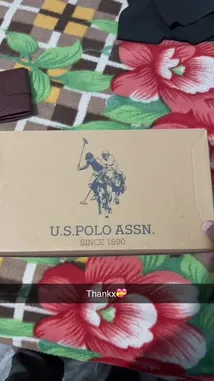 U.S. POLO ASSN.
SINCE 1890
Thankx💝